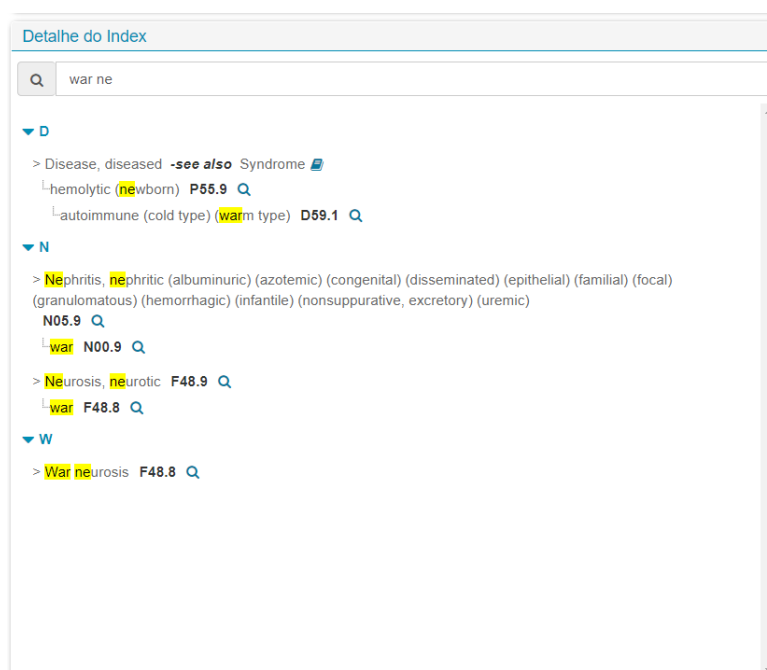 Detalhe do Index
war ne
D
> Disease, diseased -see also Syndrome
hemolytic (newborn) P55.9
autoimmune (cold type) (warm type) D59.1
N
> Nephritis, nephritic (albuminuric) (azotemic) (congenital) (disseminated) (epithelial) (familial) (focal)
(granulomatous) (hemorrhagic) (infantile) (nonsuppurative, excretory) (uremic)
N05.9
war N00.9
> Neurosis, neurotic F48.9
war F48.8
W
> War neurosis F48.8